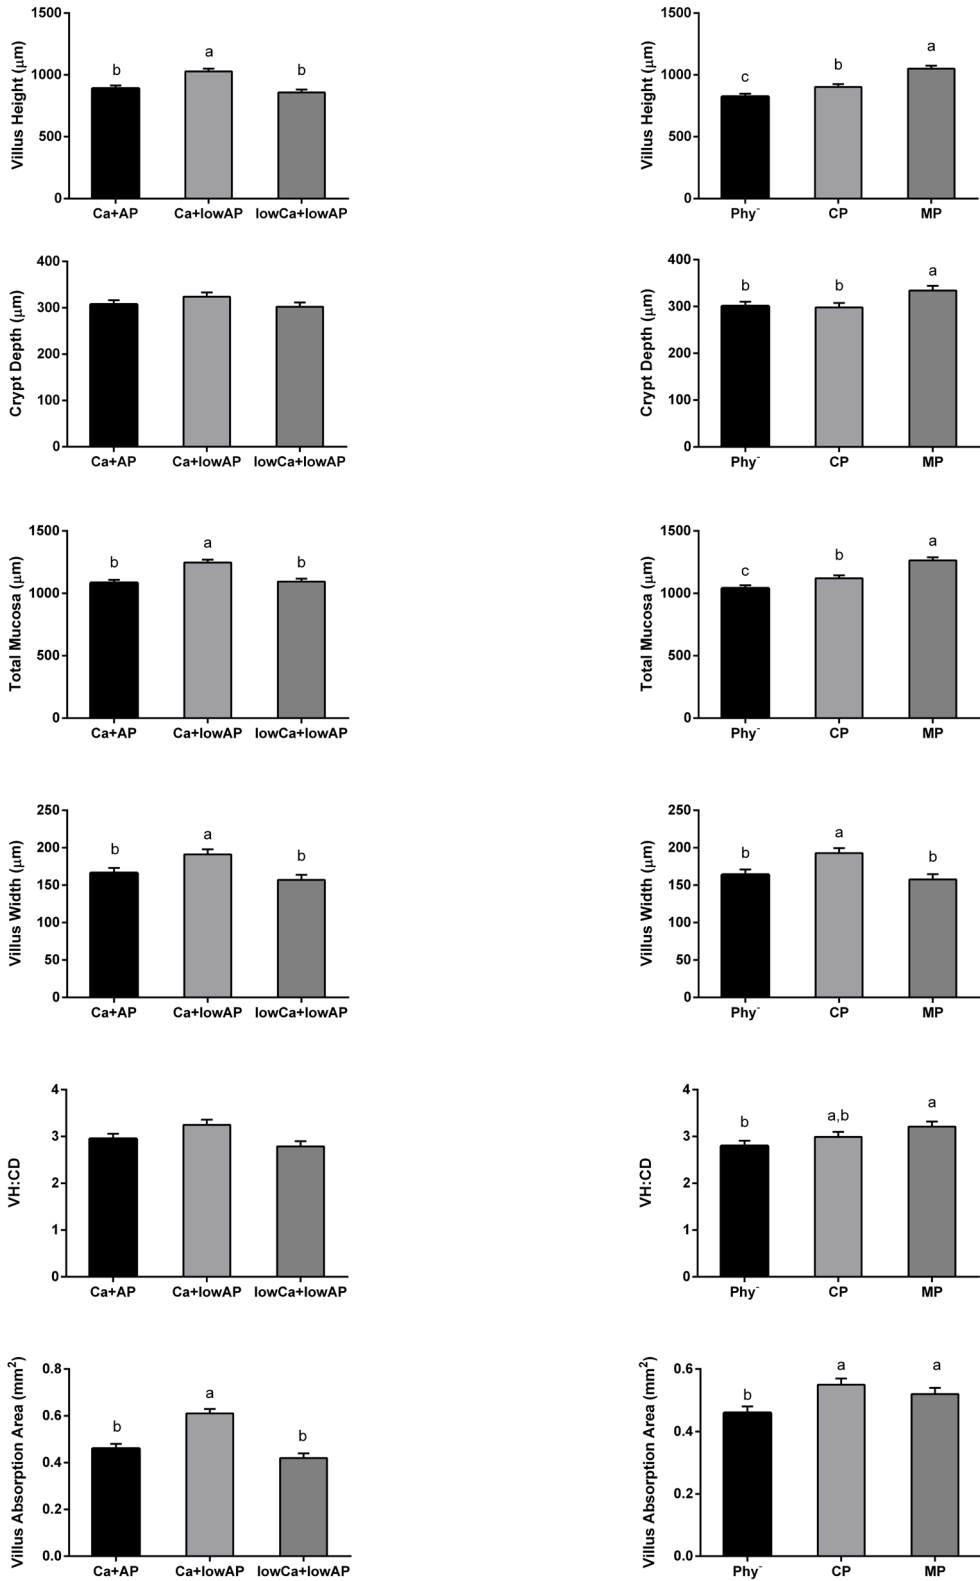 Villus Height (μm)
1500
1000
500
0
b
a
b
Ca+AP
Ca+lowAP
lowCa+lowAP
Villus Height (μm)
1500
1000
500
0
c
b
a
Phy⁻
CP
MP
Crypt Depth (μm)
400
300
200
100
0
Ca+AP
Ca+lowAP
lowCa+lowAP
Crypt Depth (μm)
400
300
200
100
0
b
b
a
Phy⁻
CP
MP
Total Mucosa (μm)
1500
1000
500
0
b
a
b
Ca+AP
Ca+lowAP
lowCa+lowAP
Total Mucosa (μm)
1500
1000
500
0
c
b
a
Phy⁻
CP
MP
Villus Width (μm)
250
200
150
100
50
0
b
a
b
Ca+AP
Ca+lowAP
lowCa+lowAP
Villus Width (μm)
250
200
150
100
50
0
b
a
b
Phy⁻
CP
MP
VH:CD
4
3
2
1
0
Ca+AP
Ca+lowAP
lowCa+lowAP
VH:CD
4
3
2
1
0
b
a,b
a
Phy⁻
CP
MP
Villus Absorption Area (mm²)
0.8
0.6
0.4
0.2
0.0
b
a
b
Ca+AP
Ca+lowAP
lowCa+lowAP
Villus Absorption Area (mm²)
0.6
0.4
0.2
0.0
b
a
a
Phy⁻
CP
MP